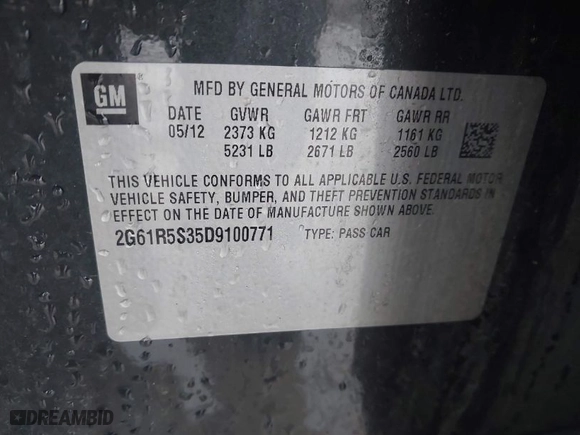 GM
MFD BY GENERAL MOTORS OF CANADA LTD.
DATE GVWR GAWR FRT GAWR RR
05/12 2373 KG 1212 KG 1161 KG
5231 LB 2671 LB 2560 LB
THIS VEHICLE CONFORMS TO ALL APPLICABLE U.S. FEDERAL MOTOR
VEHICLE SAFETY, BUMPER, AND THEFT PREVENTION STANDARDS IN
EFFECT ON THE DATE OF MANUFACTURE SHOWN ABOVE.
2G61R5S35D9100771 TYPE: PASS CAR
DREAMBID